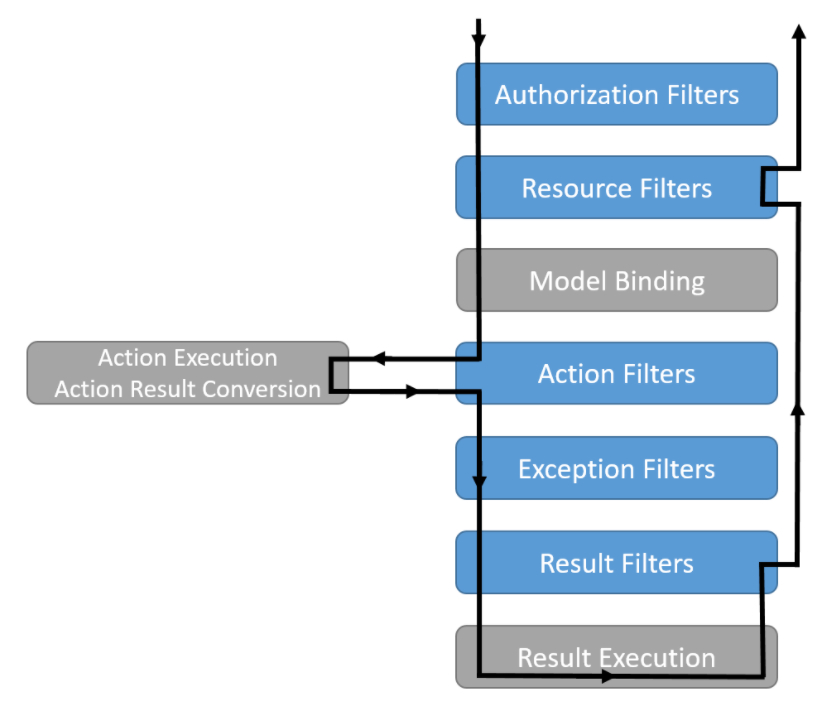 Authorization Filters
Resource Filters
Model Binding
Action Execution
Action Result Conversion
Action Filters
Exception Filters
Result Filters
Result Execution